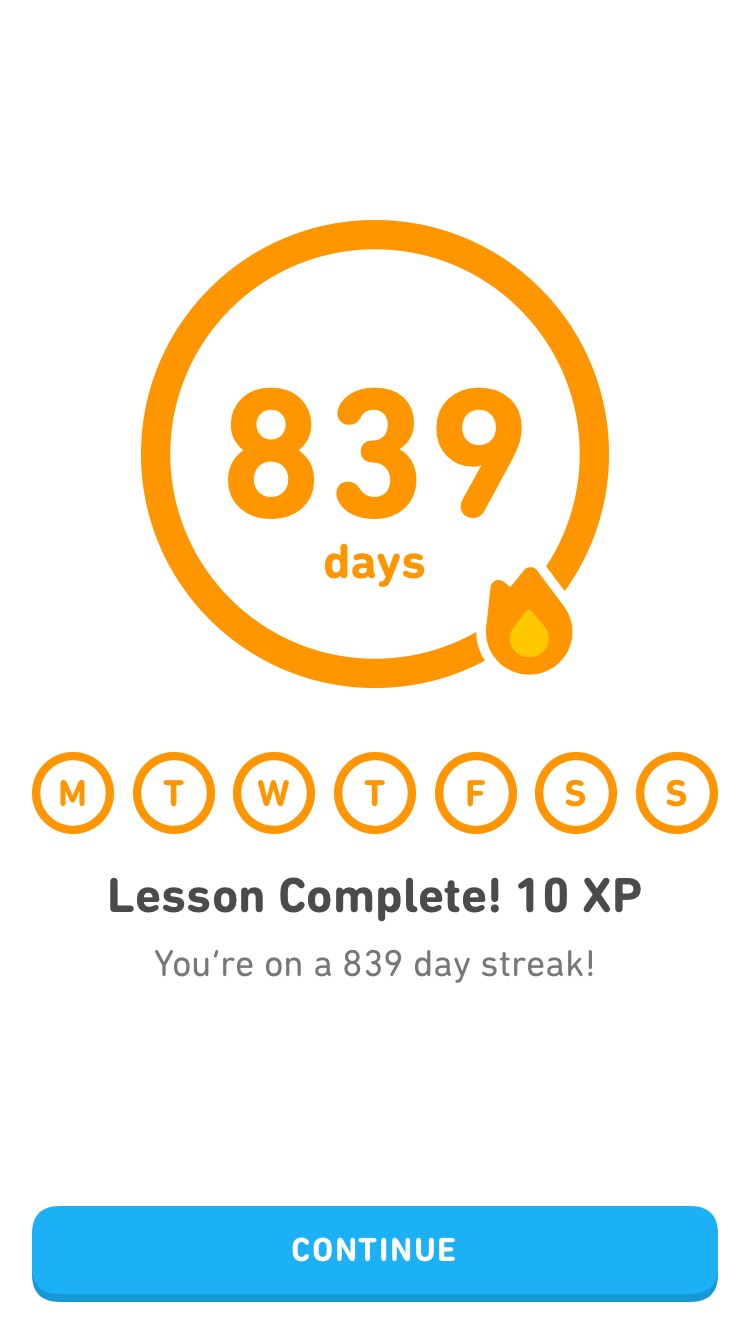 839
days
M T W T F S S
Lesson Complete! 10 XP
You‘re on a 839 day streak!
CONTINUE